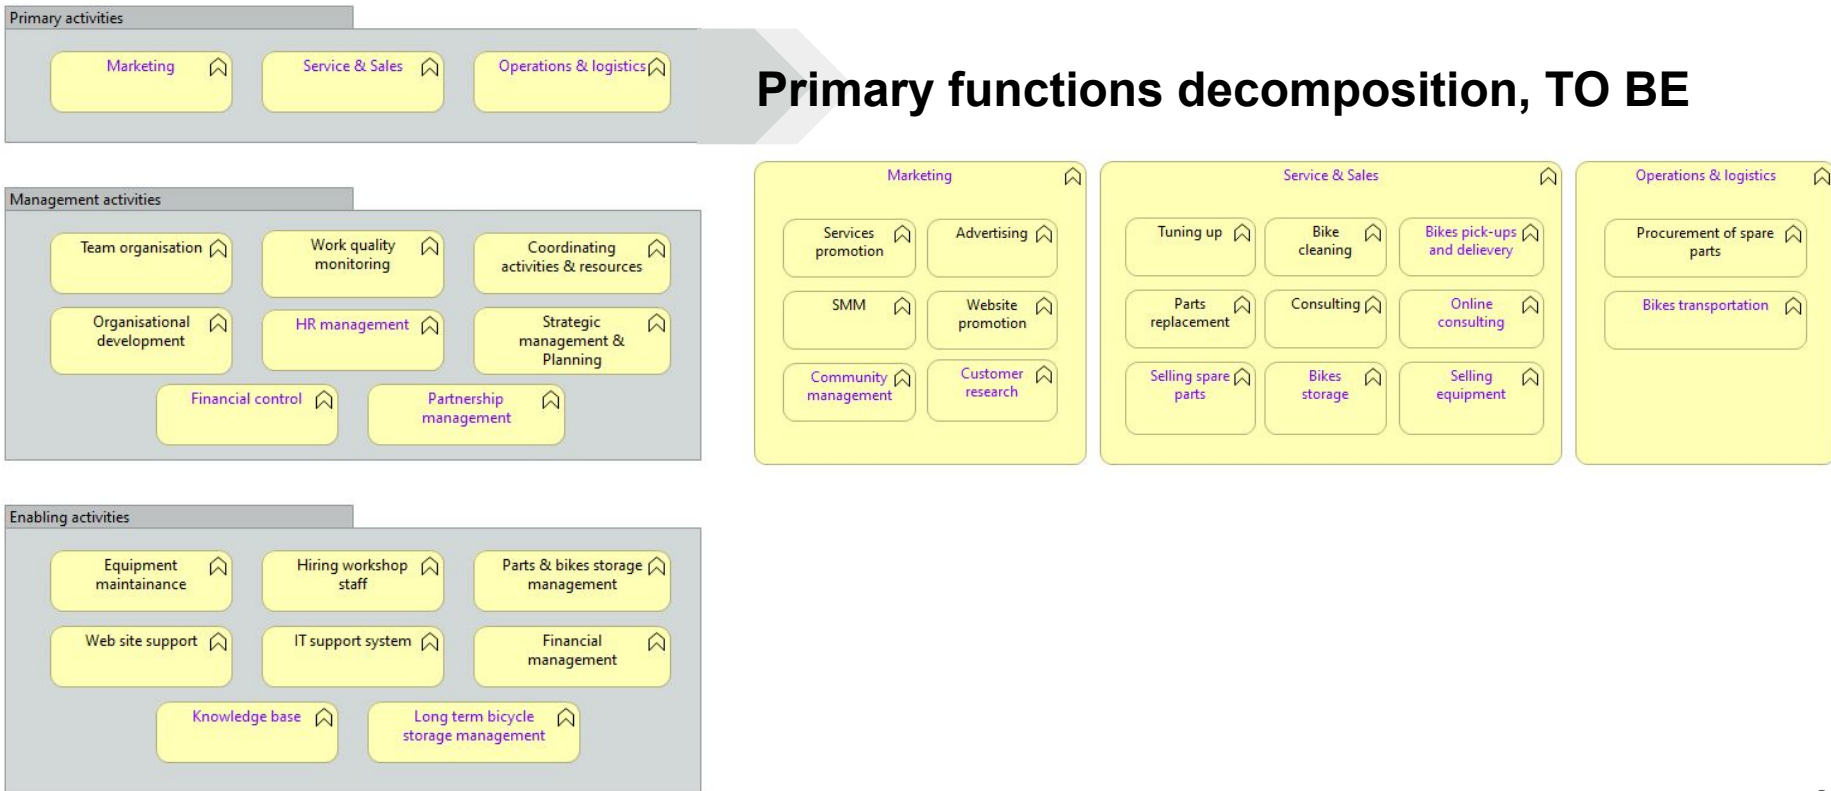 Primary activities
Marketing
Service & Sales
Operations & logistics
Management activities
Team organisation
Work quality
monitoring
Coordinating
activities & resources
Organisational
development
HR management
Strategic
management &
Planning
Financial control
Partnership
management
Enabling activities
Equipment
maintainance
Hiring workshop
staff
Parts & bikes storage
management
Web site support
IT support system
Financial
management
Knowledge base
Long term bicycle
storage management
Primary functions decomposition, TO BE
Marketing
Services
promotion
Advertising
SMM
Website
promotion
Community
management
Customer
research
Service & Sales
Tuning up
Bike
cleaning
Bikes pick-ups
and delievery
Parts
replacement
Consulting
Online
consulting
Selling spare
parts
Bikes
storage
Selling
equipment
Operations & logistics
Procurement of spare
parts
Bikes transportation